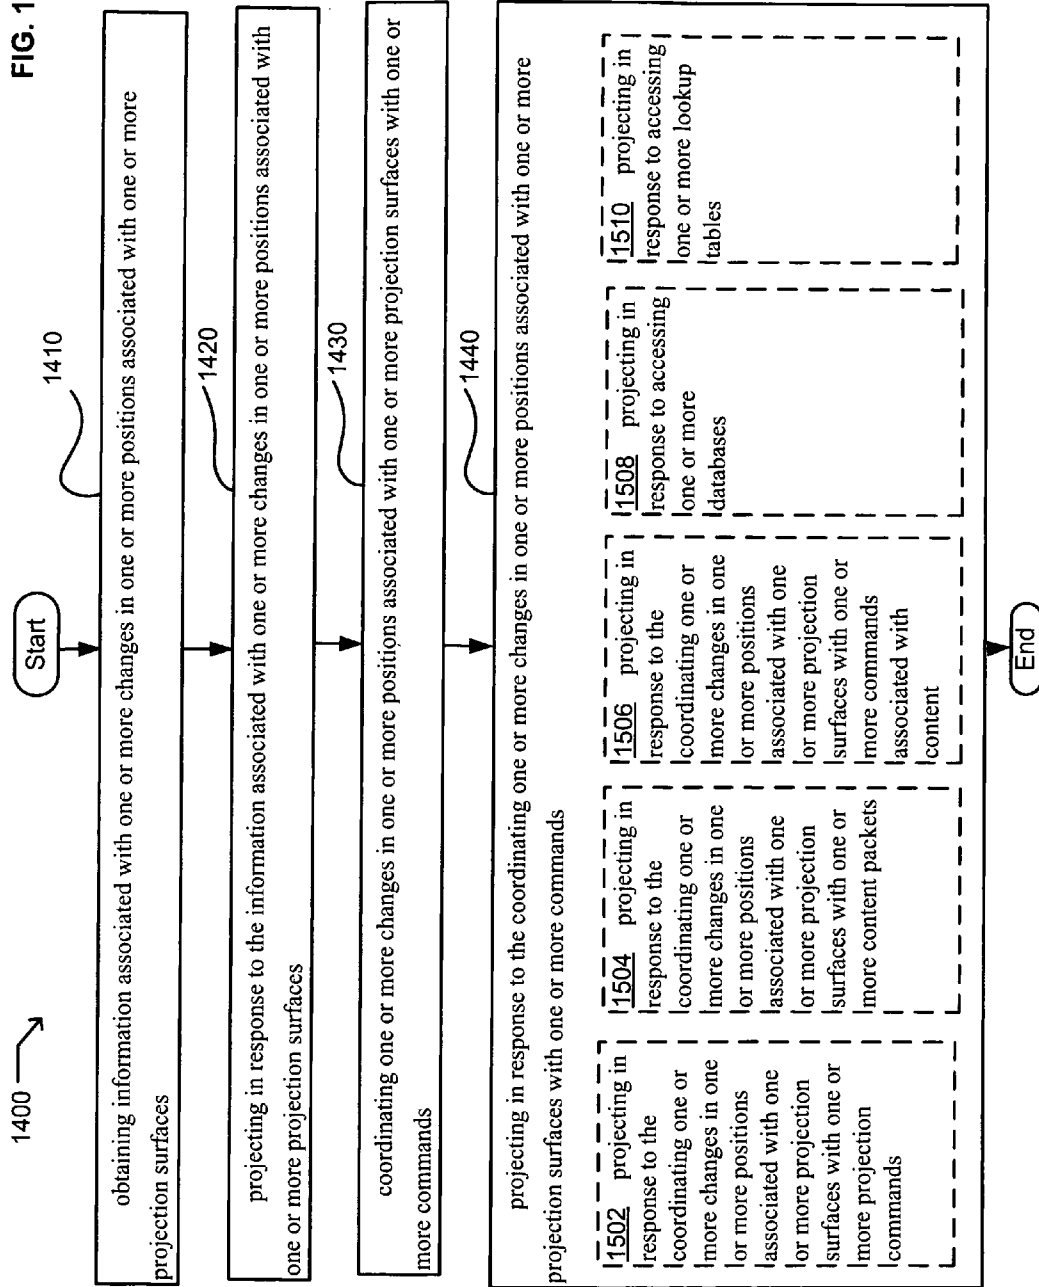 FIG. 1
1400
Start
1410
obtaining information associated with one or more changes in one or more positions associated with one or more
projection surfaces
1420
projecting in response to the information associated with one or more changes in one or more positions associated with
one or more projection surfaces
1430
coordinating one or more changes in one or more positions associated with one or more projection surfaces with one or
more commands
1440
projecting in response to the coordinating one or more changes in one or more positions associated with one or more
projection surfaces with one or more commands
1502 projecting in
response to the
coordinating one or
more changes in one
or more positions
associated with one
or more projection
surfaces with one or
more projection
commands
1504 projecting in
response to the
coordinating one or
more changes in one
or more positions
associated with one
or more projection
surfaces with one or
more content packets
1506 projecting in
response to the
coordinating one or
more changes in one
or more positions
associated with one
or more projection
surfaces with one or
more commands
associated with
content
1508 projecting in
response to accessing
one or more
databases
1510 projecting in
response to accessing
one or more lookup
tables
End